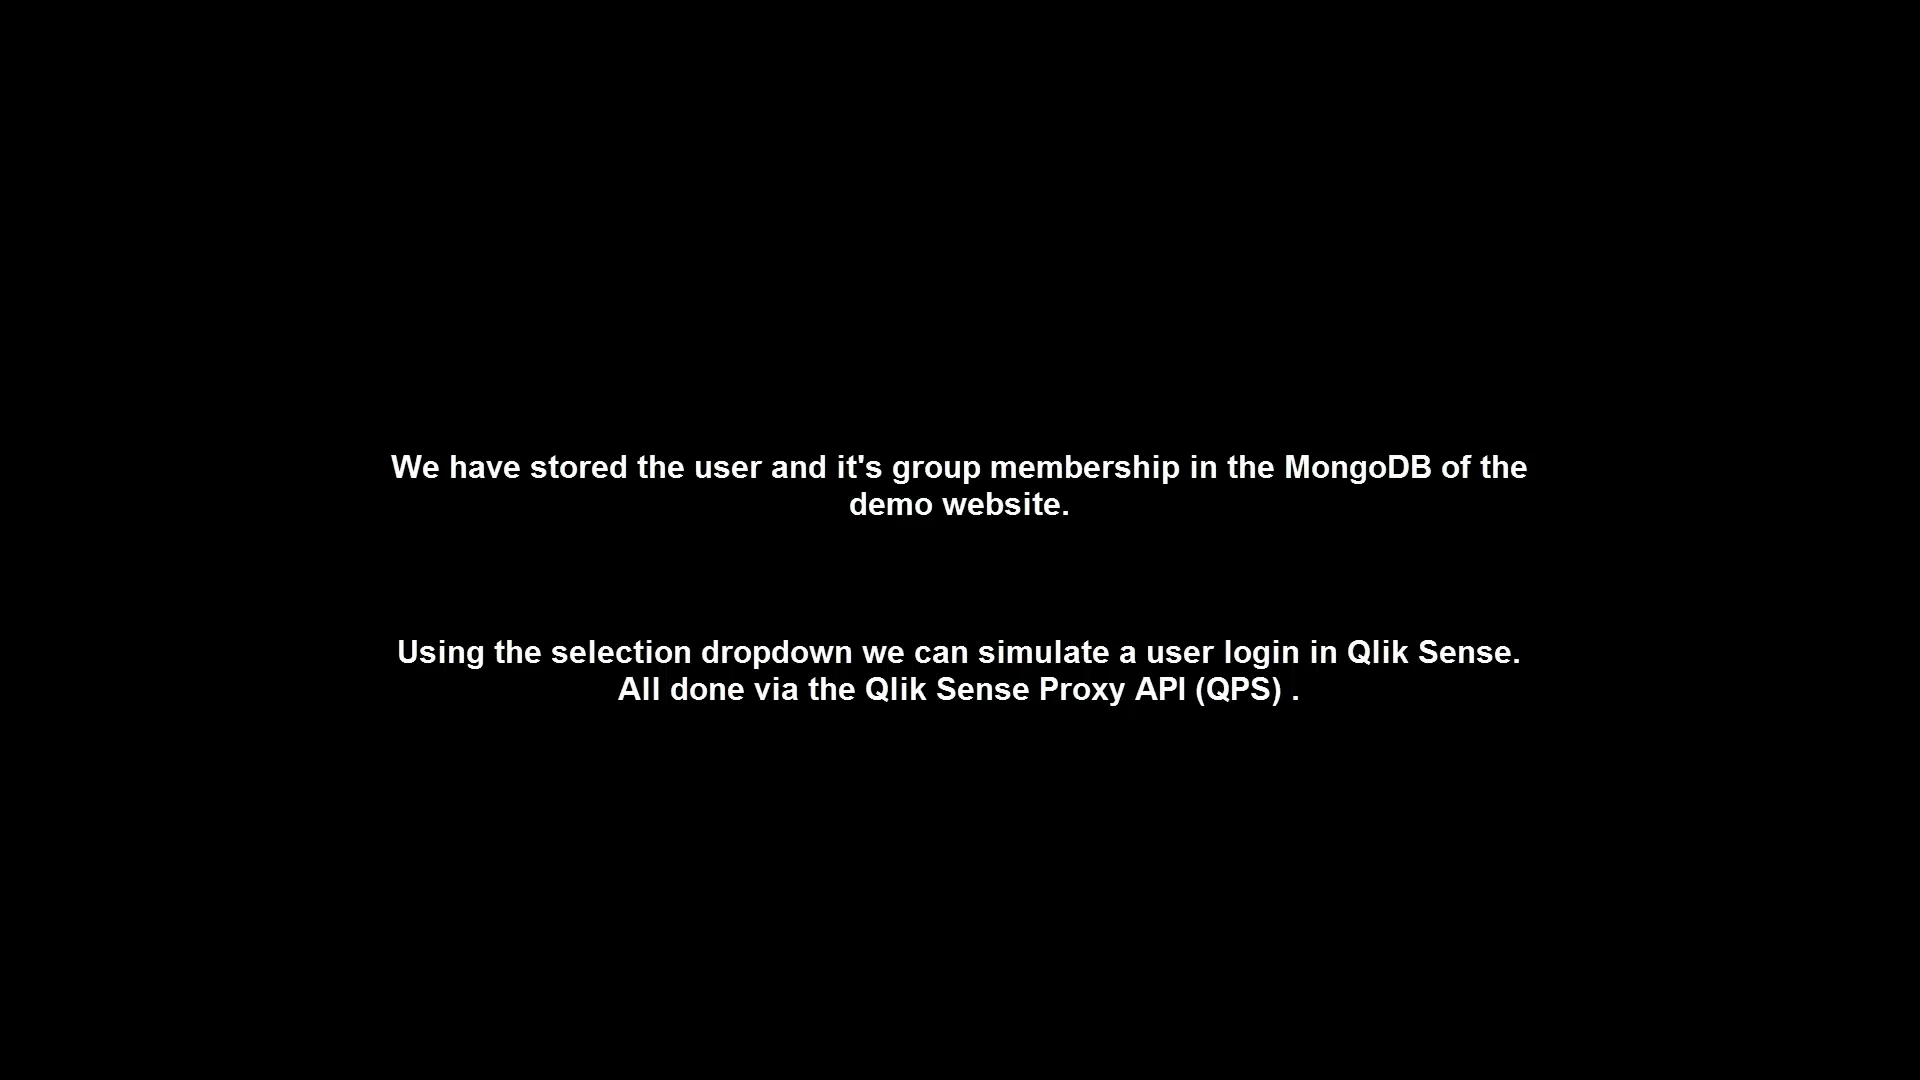 We have stored the user and it's group membership in the MongoDB of the
demo website.
Using the selection dropdown we can simulate a user login in Qlik Sense.
All done via the Qlik Sense Proxy API (QPS) .